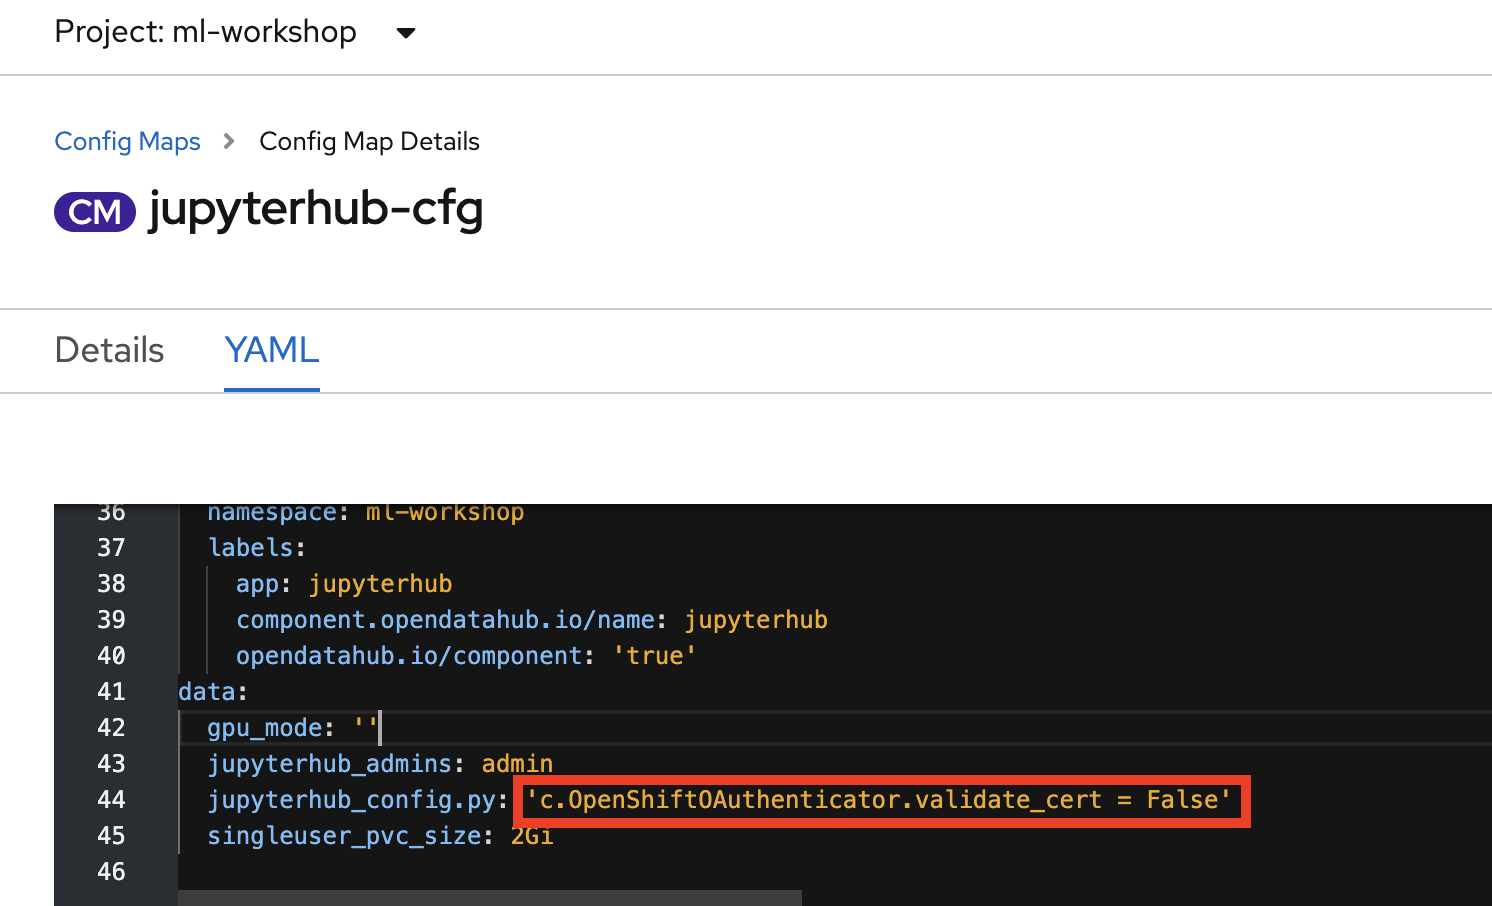 Project: ml-workshop
Config Maps > Config Map Details
CM jupyterhub-cfg
Details YAML
36 namespace: ml-workshop
37 labels:
38 app: jupyterhub
39 component.opendatahub.io/name: jupyterhub
40 opendatahub.io/component: 'true'
41 data:
42 gpu_mode: ''
43 jupyterhub_admins: admin
44 jupyterhub_config.py: 'c.OpenShiftOAuthenticator.validate_cert = False'
45 singleuser_pvc_size: 2Gi
46